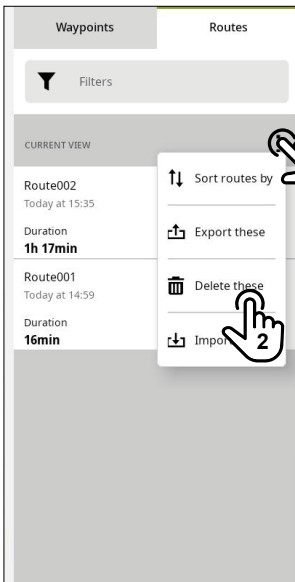 Waypoints Routes
Filters
CURRENT VIEW
Sort routes by
Route002
Today at 15:35
Export these
Duration
1h 17min
Route001
Delete these
Today at 14:59
Duration
16min
2